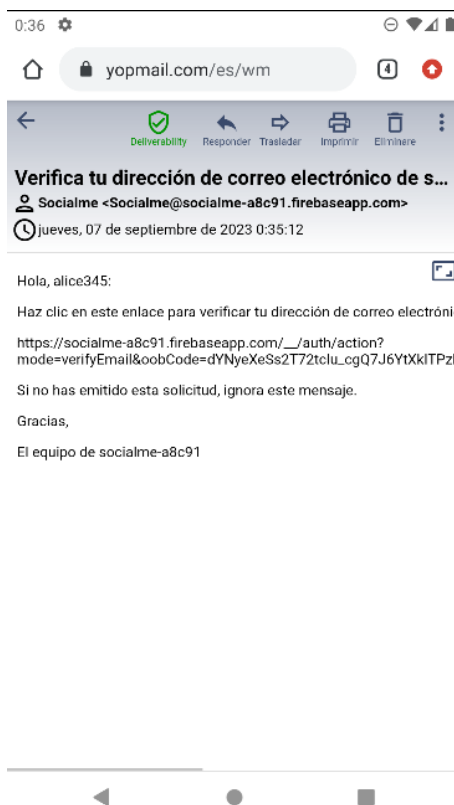 0:36
yopmail.com/es/wm
4
Deliverability Responder Trasladar Imprimir Eliminare
Verifica tu dirección de correo electrónico de s...
Socialme <Socialme@socialme-a8c91.firebaseapp.com>
jueves, 07 de septiembre de 2023 0:35:12
Hola, alice345:
Haz clic en este enlace para verificar tu dirección de correo electróni
https://socialme-a8c91.firebaseapp.com/__/auth/action?
mode=verifyEmail&oobCode=dYNyeXeSs2T72tclu_cgQ7J6YtXklTPzl
Si no has emitido esta solicitud, ignora este mensaje.
Gracias,
El equipo de socialme-a8c91